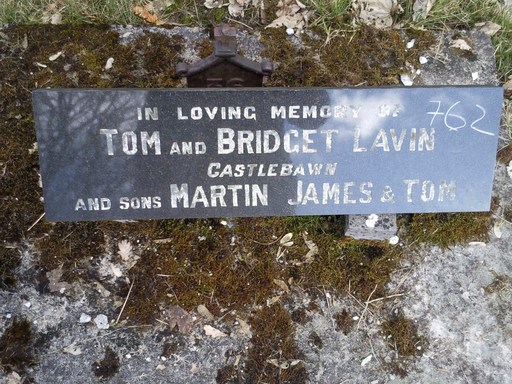 IN LOVING MEMORY OF 762
TOM AND BRIDGET LAVIN
CASTLEBAWN
AND SONS MARTIN JAMES & TOM